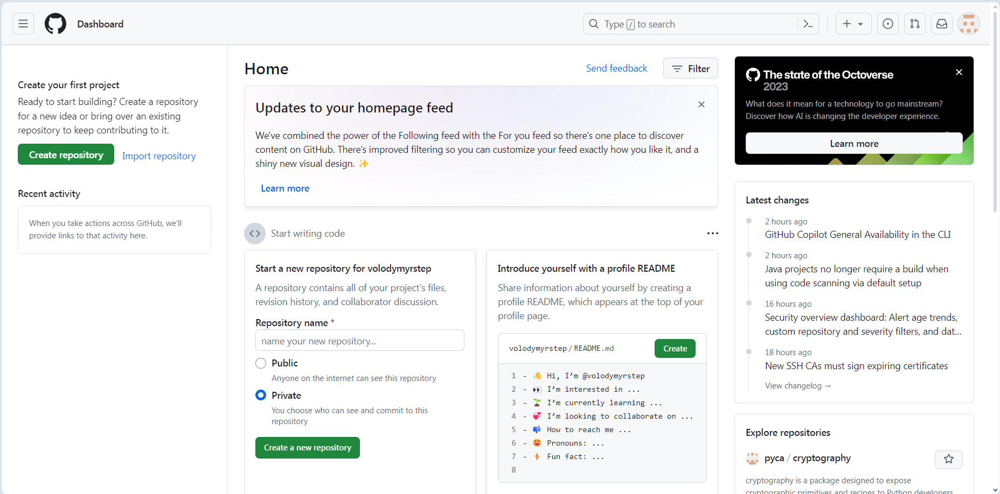 Dashboard
Type / to search
Create your first project
Ready to start building? Create a repository
for a new idea or bring over an existing
repository to keep contributing to it.
Create repository
Import repository
Recent activity
When you take actions across GitHub, we’ll
provide links to that activity here.
Home
Send feedback
Filter
Updates to your homepage feed
We've combined the power of the Following feed with the For you feed so there’s one place to discover
content on GitHub. There’s improved filtering so you can customize your feed exactly how you like it, and a
shiny new visual design. ✨
Learn more
Start writing code
Start a new repository for volodymyrstep
A repository contains all of your project's files,
revision history, and collaborator discussion.
Repository name *
name your new repository...
Public
Anyone on the internet can see this repository
Private
You choose who can see and commit to this
repository
Create a new repository
Introduce yourself with a profile README
Share information about yourself by creating a
profile README, which appears at the top of your
profile page.
volodymyrstep / README.md
Create
1 - 👋 Hi, I’m @volodymyrstep
2 - 👀 I’m interested in ...
3 - 🌱 I’m currently learning ...
4 - 💞️ I’m looking to collaborate on ...
5 - 📫 How to reach me ...
6 - 😄 Pronouns: ...
7 - ⚡ Fun fact: ...
8
The state of the Octoverse
2023
What does it mean for a technology to go mainstream?
Discover how AI is changing the developer experience.
Learn more
Latest changes
2 hours ago
GitHub Copilot General Availability in the CLI
2 hours ago
Java projects no longer require a build when
using code scanning via default setup
16 hours ago
Security overview dashboard: Alert age trends,
custom repository and severity filters, and dat...
18 hours ago
New SSH CAs must sign expiring certificates
View changelog →
Explore repositories
pyca / cryptography
cryptography is a package designed to expose
cryptographic primitives and recipes to Python developers